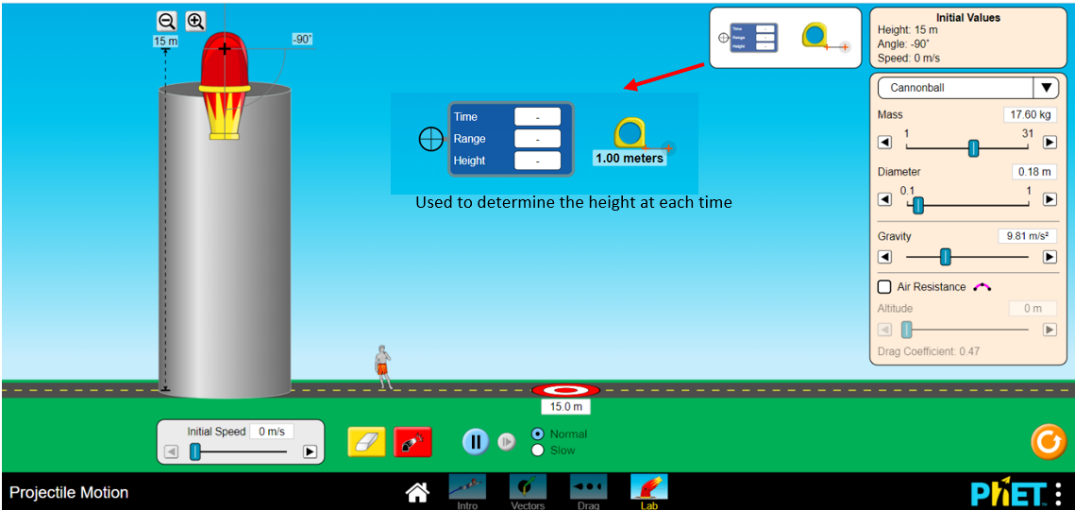 15 m
-90°
Time -
Range -
Height -
Initial Values
Height: 15 m
Angle: -90°
Speed: 0 m/s
Cannonball
Mass 17.60 kg
1 31
Diameter 0.18 m
0.1 1
Gravity 9.81 m/s²
Air Resistance
Altitude 0 m
Drag Coefficient: 0.47
Time -
Range -
Height -
1.00 meters
Used to determine the height at each time
15.0 m
Initial Speed 0 m/s
Normal
Slow
Projectile Motion
Intro
Vectors
Drag
Lab
PhET